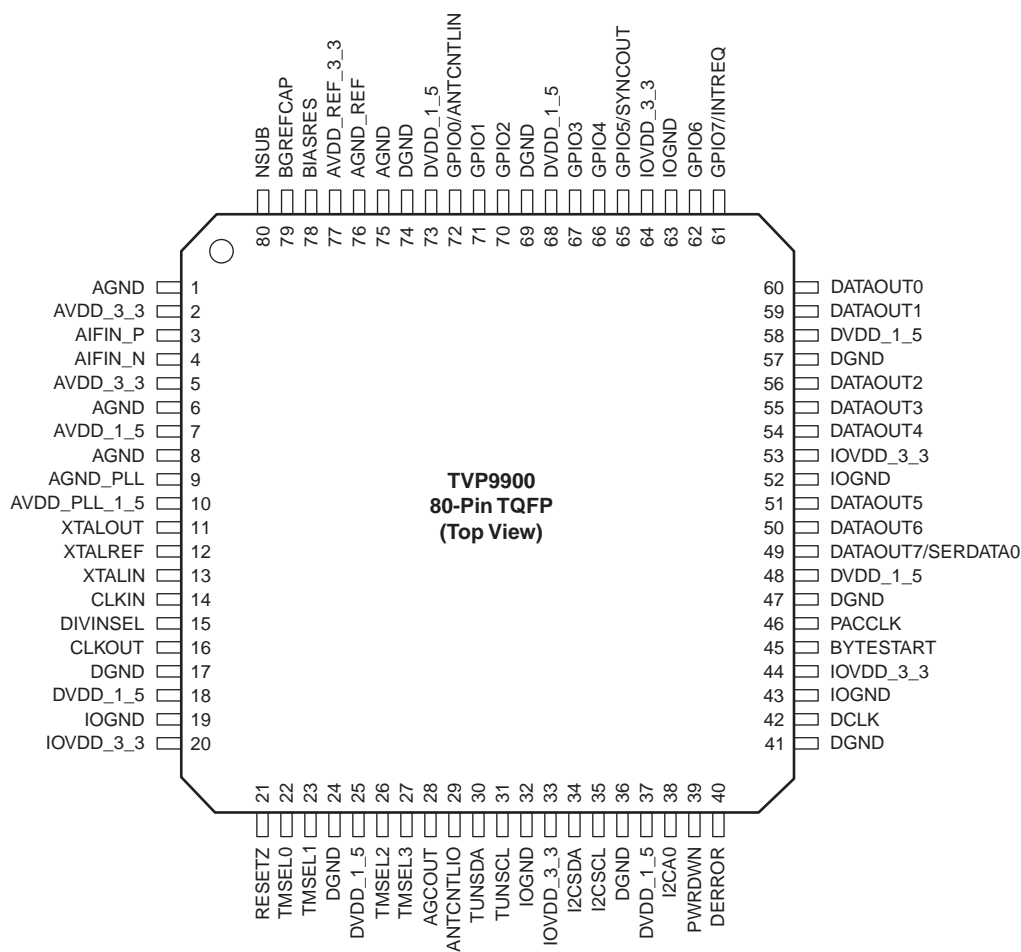 NSUB
BGREFCAP
BIASRES
AVDD_REF_3_3
AGND_REF
AGND
DGND
DVDD_1_5
GPIO0/ANTCNTLIN
GPIO1
GPIO2
DGND
DVDD_1_5
GPIO3
GPIO4
GPIO5/SYNCOUT
IOVDD_3_3
IOGND
GPIO6
GPIO7/INTREQ
80
79
78
77
76
75
74
73
72
71
70
69
68
67
66
65
64
63
62
61
AGND 1
AVDD_3_3 2
AIFIN_P 3
AIFIN_N 4
AVDD_3_3 5
AGND 6
AVDD_1_5 7
AGND 8
AGND_PLL 9
AVDD_PLL_1_5 10
XTALOUT 11
XTALREF 12
XTALIN 13
CLKIN 14
DIVINSEL 15
CLKOUT 16
DGND 17
DVDD_1_5 18
IOGND 19
IOVDD_3_3 20
TVP9900
80-Pin TQFP
(Top View)
60 DATAOUT0
59 DATAOUT1
58 DVDD_1_5
57 DGND
56 DATAOUT2
55 DATAOUT3
54 DATAOUT4
53 IOVDD_3_3
52 IOGND
51 DATAOUT5
50 DATAOUT6
49 DATAOUT7/SERDATA0
48 DVDD_1_5
47 DGND
46 PACCLK
45 BYTESTART
44 IOVDD_3_3
43 IOGND
42 DCLK
41 DGND
21
22
23
24
25
26
27
28
29
30
31
32
33
34
35
36
37
38
39
40
RESETZ
TMSEL0
TMSEL1
DGND
DVDD_1_5
TMSEL2
TMSEL3
AGCOUT
ANTCNTLIO
TUNSDA
TUNSCL
IOGND
IOVDD_3_3
I2CSDA
I2CSCL
DGND
DVDD_1_5
I2CA0
PWRDWN
DERROR